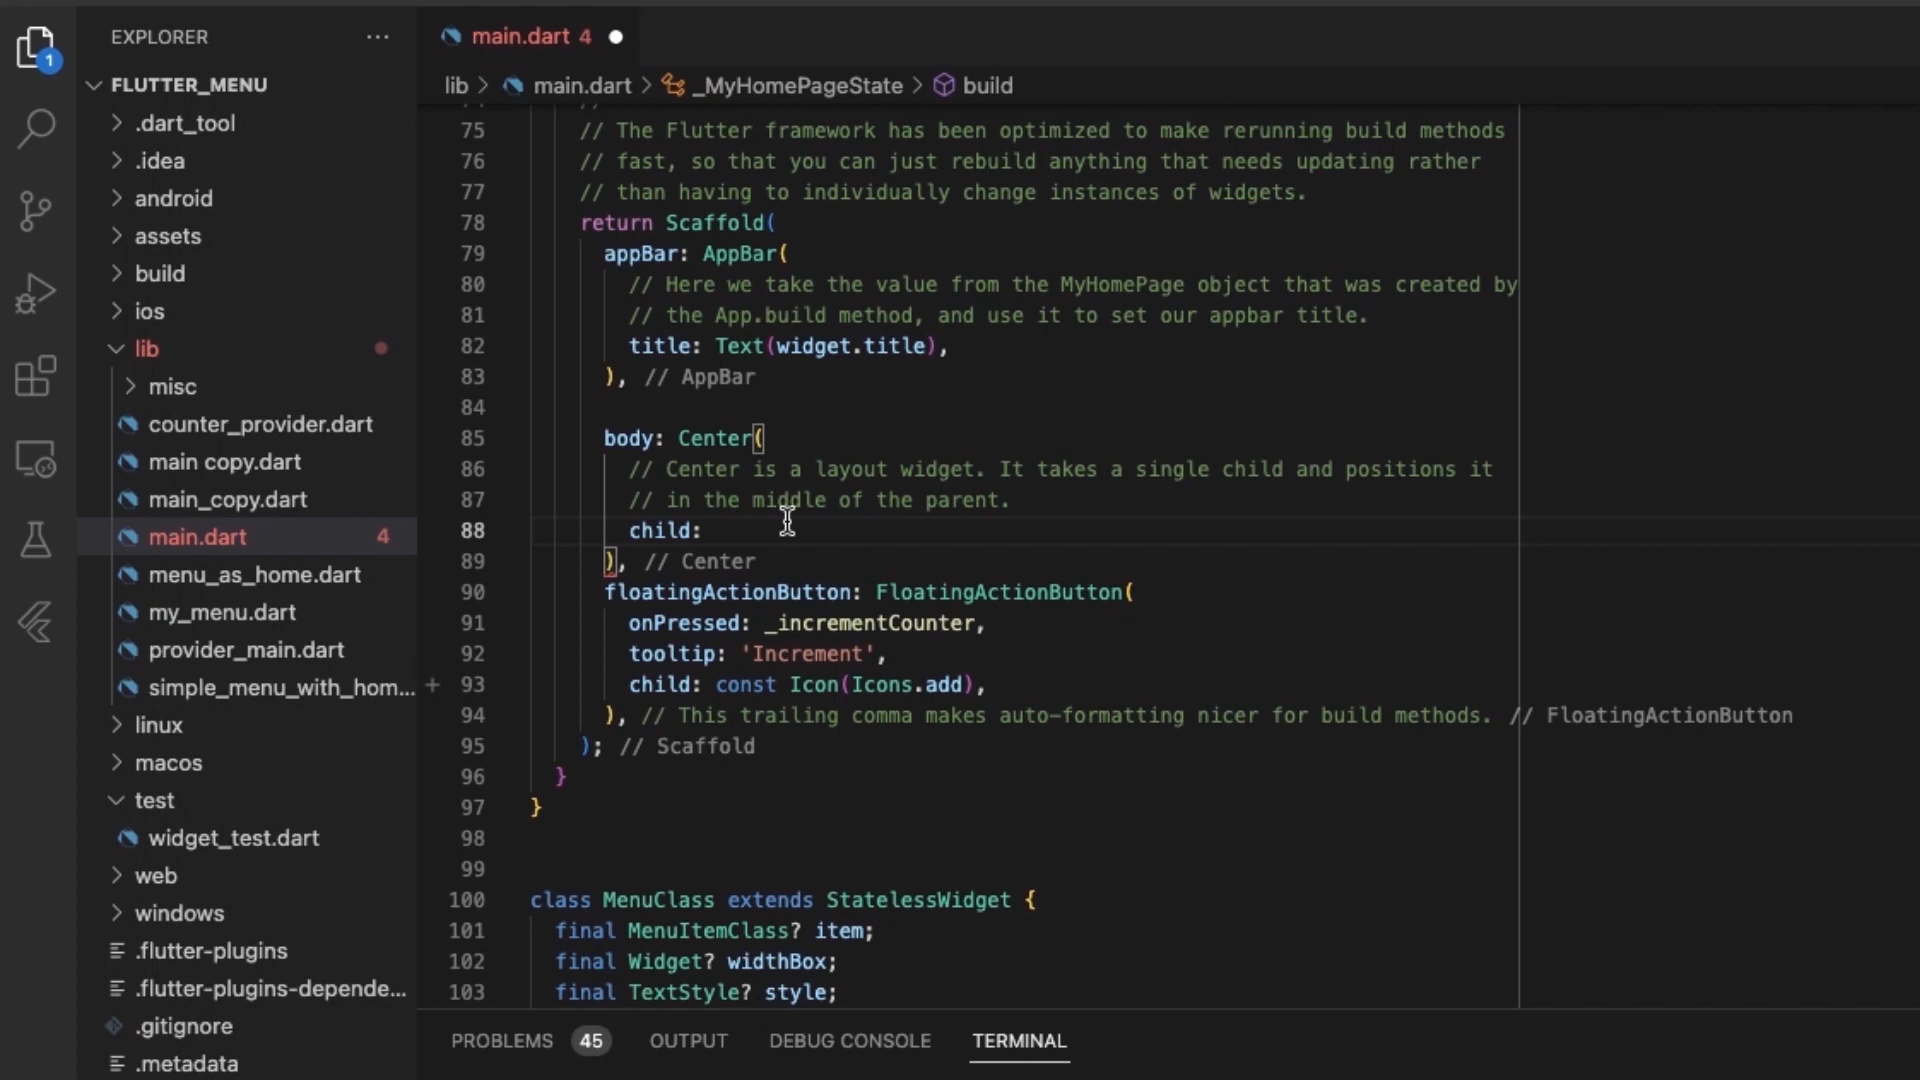 EXPLORER
1
FLUTTER_MENU
.dart_tool
.idea
android
assets
build
ios
lib
misc
counter_provider.dart
main copy.dart
main_copy.dart
main.dart 4
menu_as_home.dart
my_menu.dart
provider_main.dart
simple_menu_with_hom...
linux
macos
test
widget_test.dart
web
windows
.flutter-plugins
.flutter-plugins-depende...
.gitignore
.metadata
main.dart 4
lib > main.dart > _MyHomePageState > build
75 // The Flutter framework has been optimized to make rerunning build methods
76 // fast, so that you can just rebuild anything that needs updating rather
77 // than having to individually change instances of widgets.
78 return Scaffold(
79 appBar: AppBar(
80 // Here we take the value from the MyHomePage object that was created by
81 // the App.build method, and use it to set our appbar title.
82 title: Text(widget.title),
83 ), // AppBar
84
85 body: Center(
86 // Center is a layout widget. It takes a single child and positions it
87 // in the middle of the parent.
88 child:
89 ), // Center
90 floatingActionButton: FloatingActionButton(
91 onPressed: _incrementCounter,
92 tooltip: 'Increment',
93 child: const Icon(Icons.add),
94 ), // This trailing comma makes auto-formatting nicer for build methods. // FloatingActionButton
95 ); // Scaffold
96 }
97 }
98
99
100 class MenuClass extends StatelessWidget {
101 final MenuItemClass? item;
102 final Widget? widthBox;
103 final TextStyle? style;
PROBLEMS 45 OUTPUT DEBUG CONSOLE TERMINAL